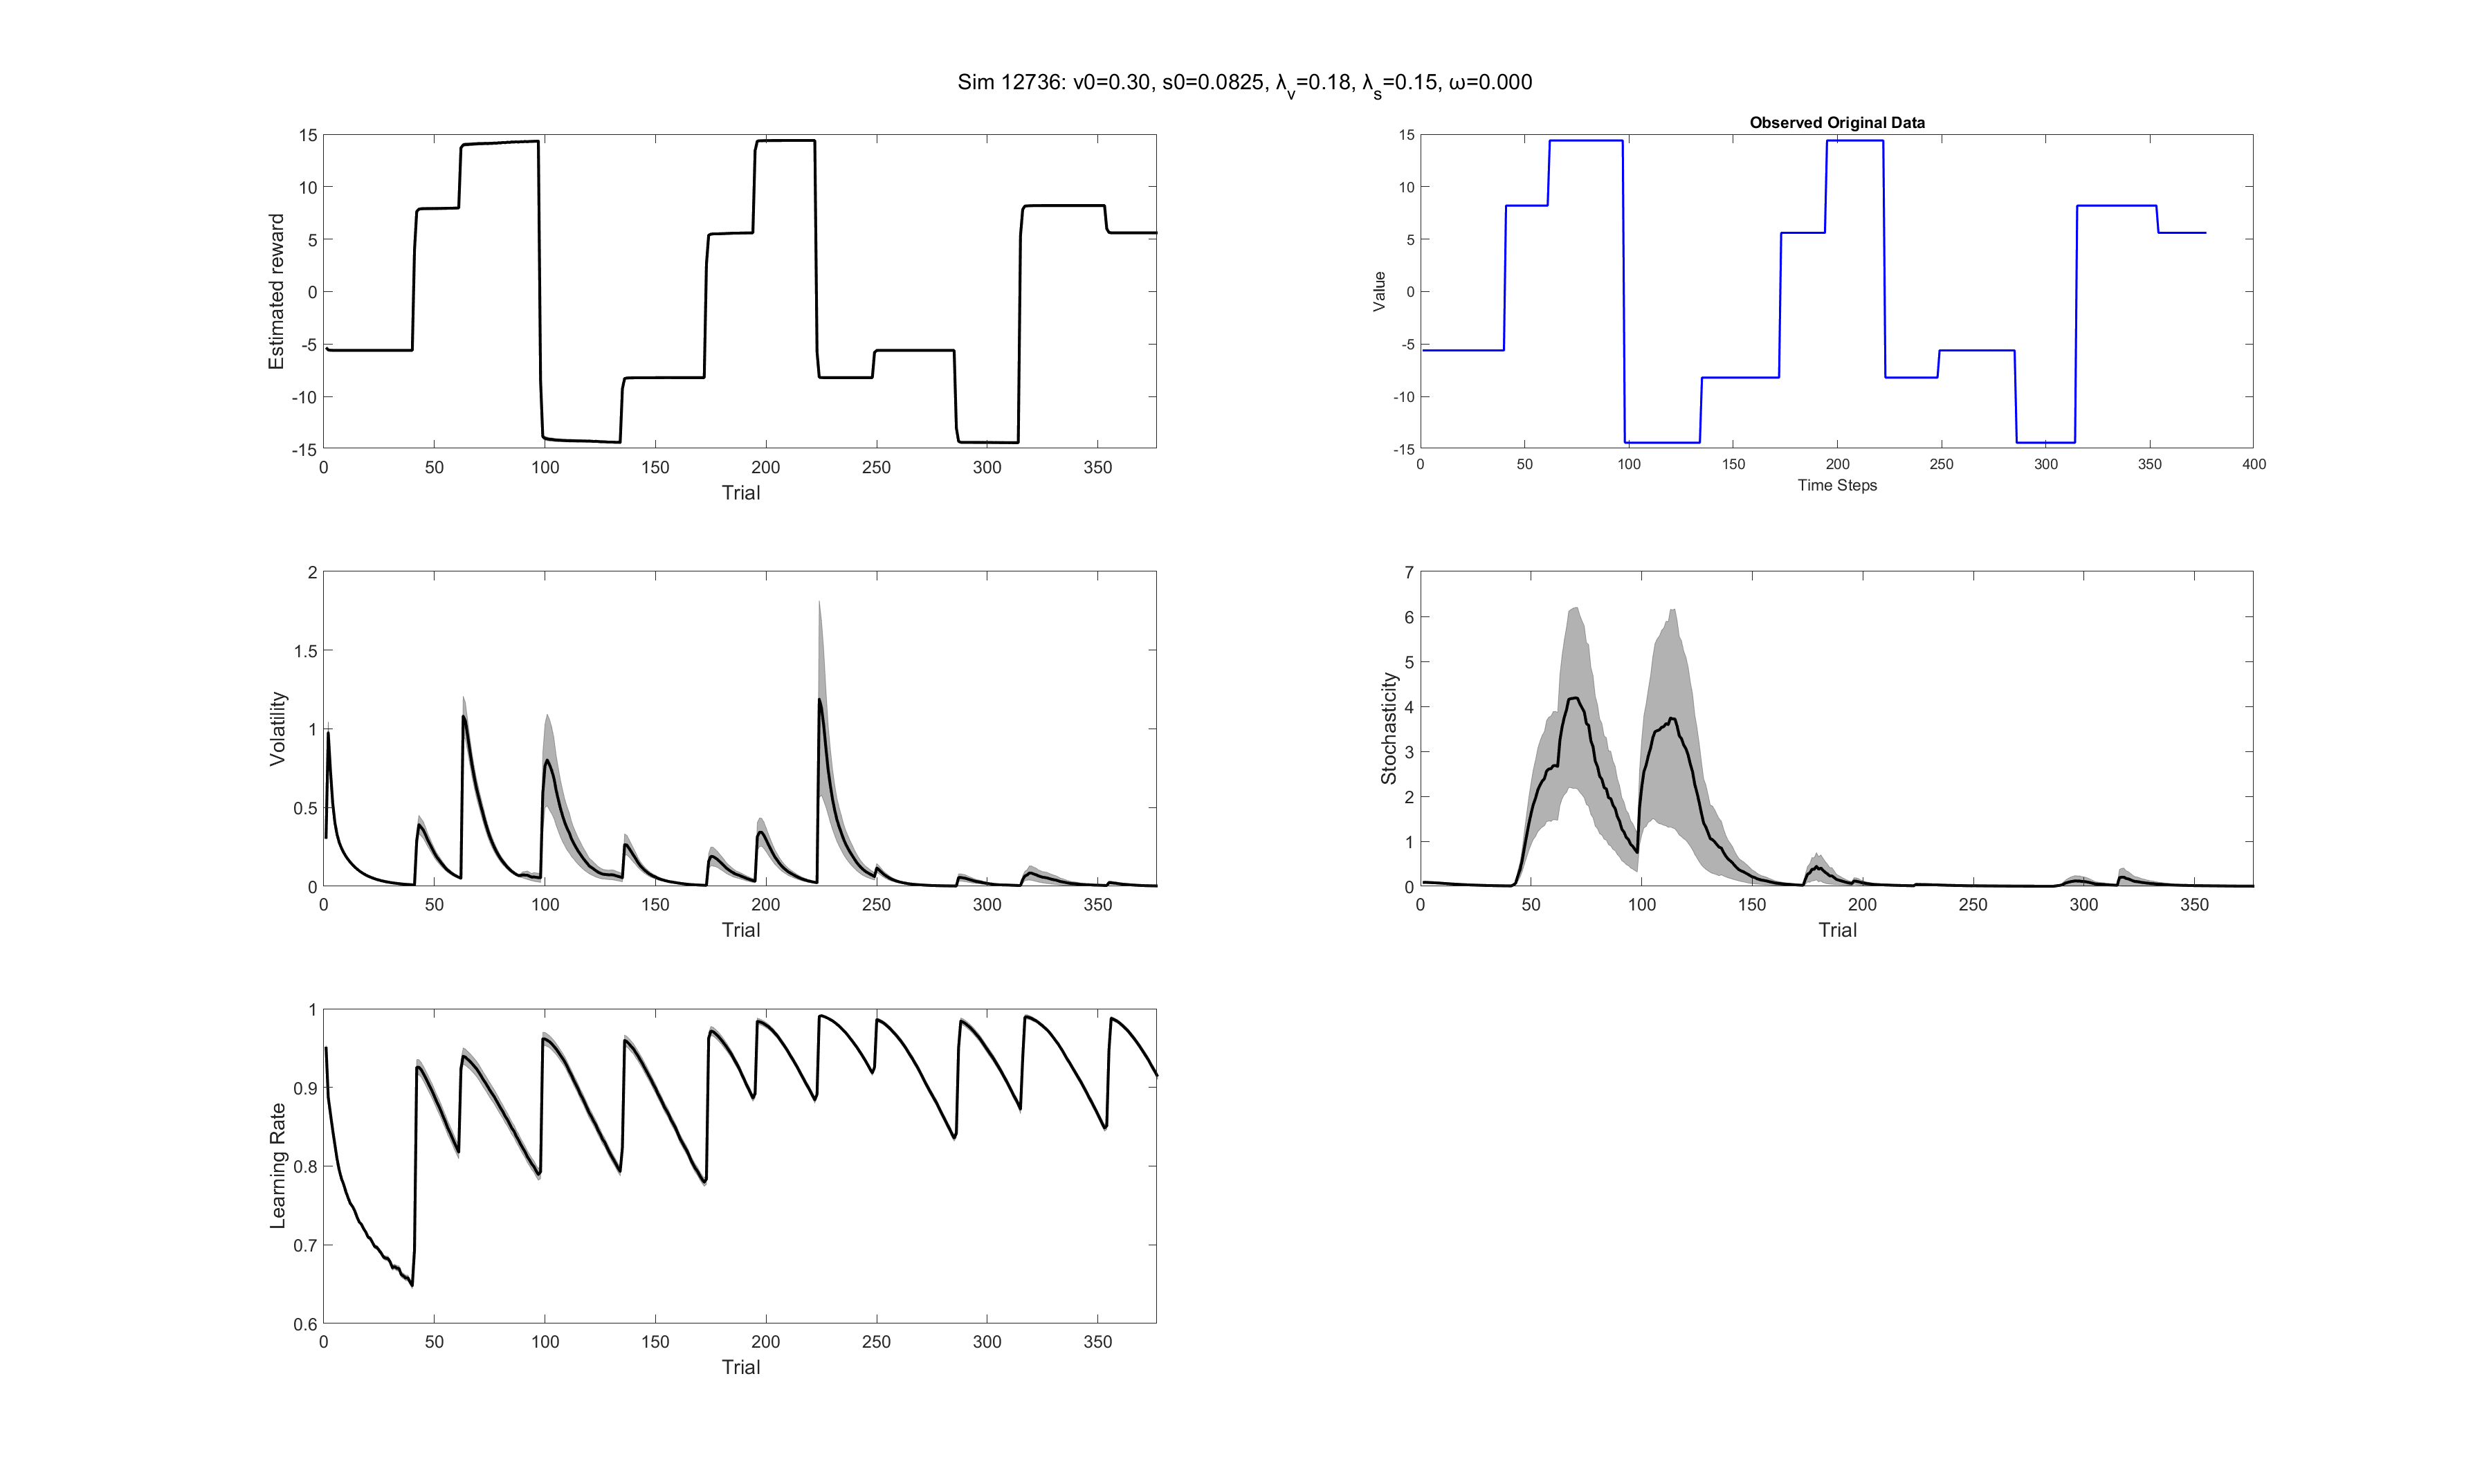 Sim 12736: v0=0.30, s0=0.0825, λv=0.18, λs=0.15, ω=0.000
15
10
5
0
-5
-10
-15
Estimated reward
0 50 100 150 200 250 300 350
Trial
Observed Original Data
15
10
5
0
-5
-10
-15
Value
0 50 100 150 200 250 300 350 400
Time Steps
2
1.5
1
0.5
0
Volatility
0 50 100 150 200 250 300 350
Trial
7
6
5
4
3
2
1
0
Stochasticity
0 50 100 150 200 250 300 350
Trial
1
0.9
0.8
0.7
0.6
Learning Rate
0 50 100 150 200 250 300 350
Trial